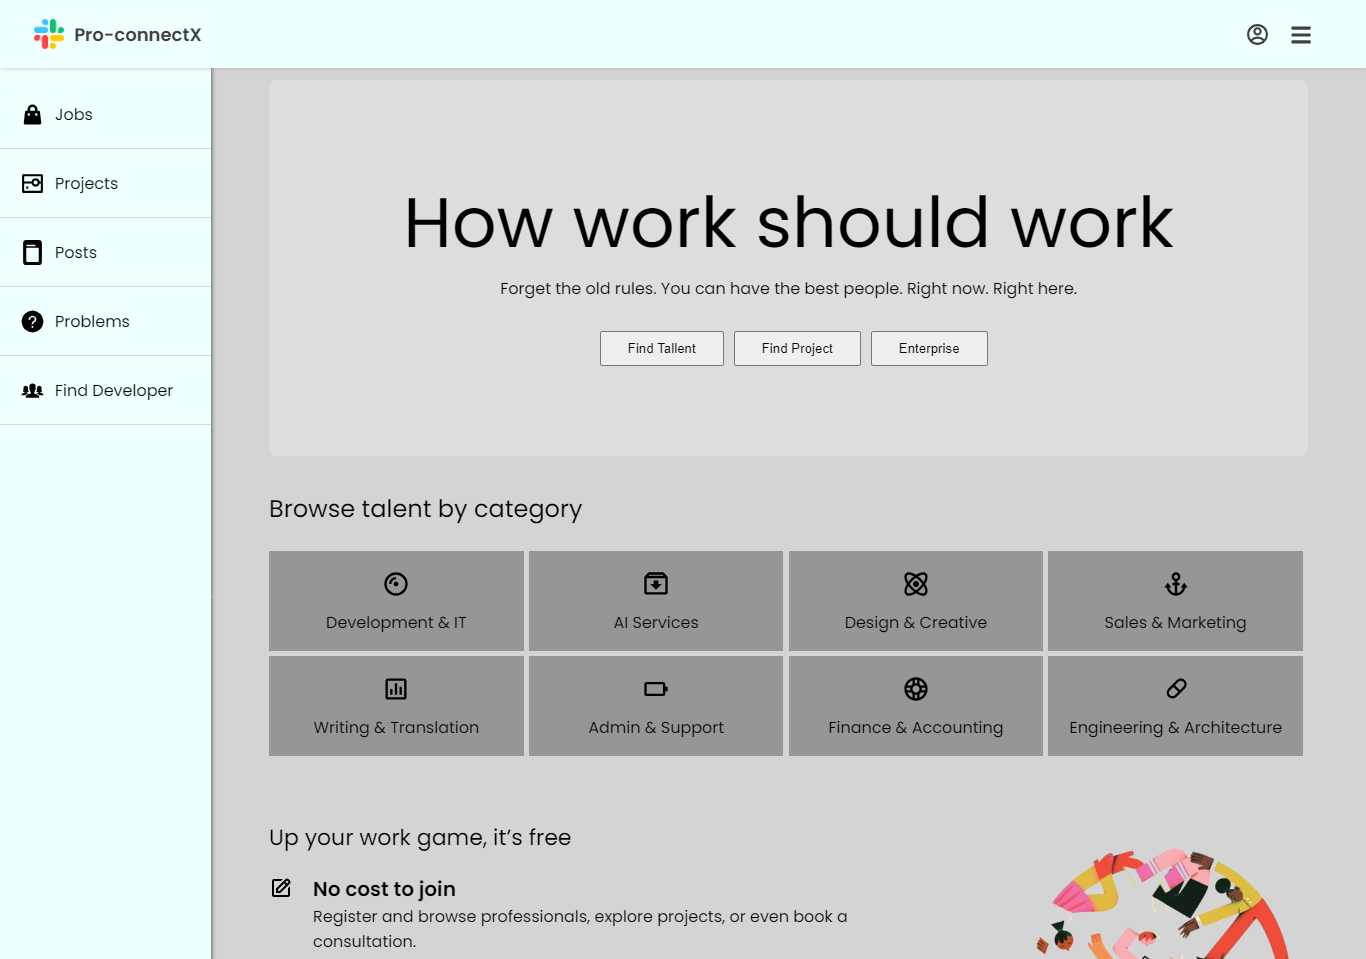 Pro-connectX
Jobs
Projects
Posts
Problems
Find Developer
How work should work
Forget the old rules. You can have the best people. Right now. Right here.
Find Tallent
Find Project
Enterprise
Browse talent by category
Development & IT
AI Services
Design & Creative
Sales & Marketing
Writing & Translation
Admin & Support
Finance & Accounting
Engineering & Architecture
Up your work game, it’s free
No cost to join
Register and browse professionals, explore projects, or even book a
consultation.